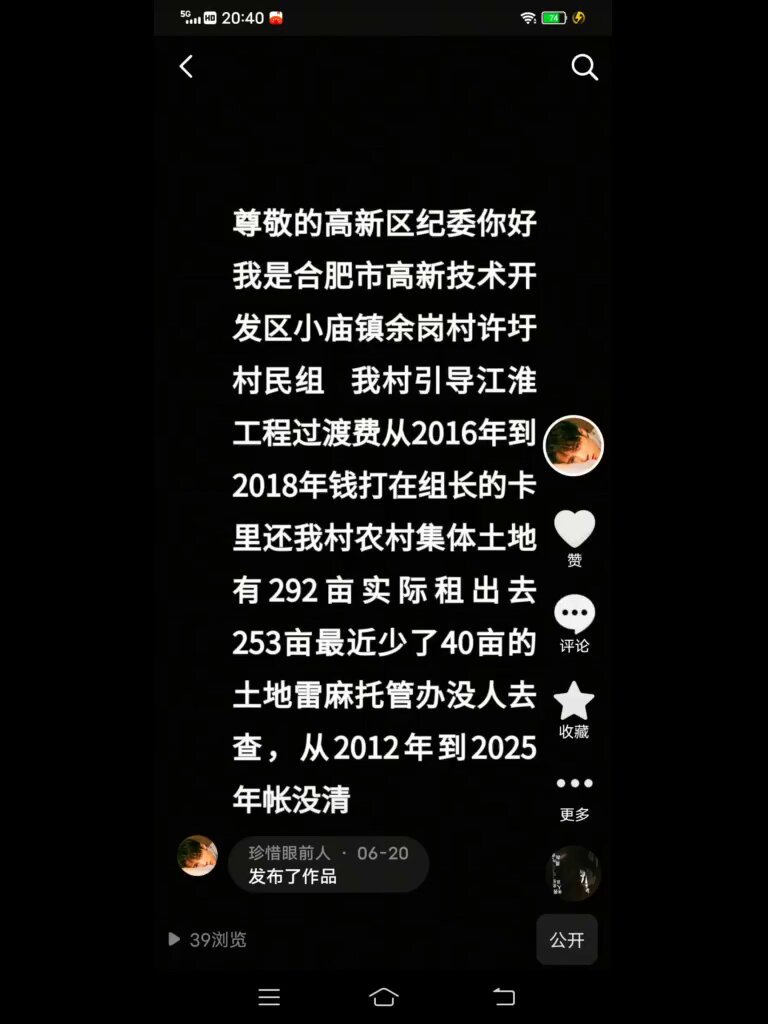 5G HD 20:40 74
尊敬的高新区纪委你好
我是合肥市高新技术开
发区小庙镇余岗村许圩
村民组 我村引导江淮
工程过渡费从2016年到
2018年钱打在组长的卡
里还我村农村集体土地
有292亩实际租出去
253亩最近少了40亩的
土地雷麻托管办没人去
查，从2012年到2025
年帐没清
赞
评论
收藏
更多
珍惜眼前人 · 06-20
发布了作品
39浏览
公开